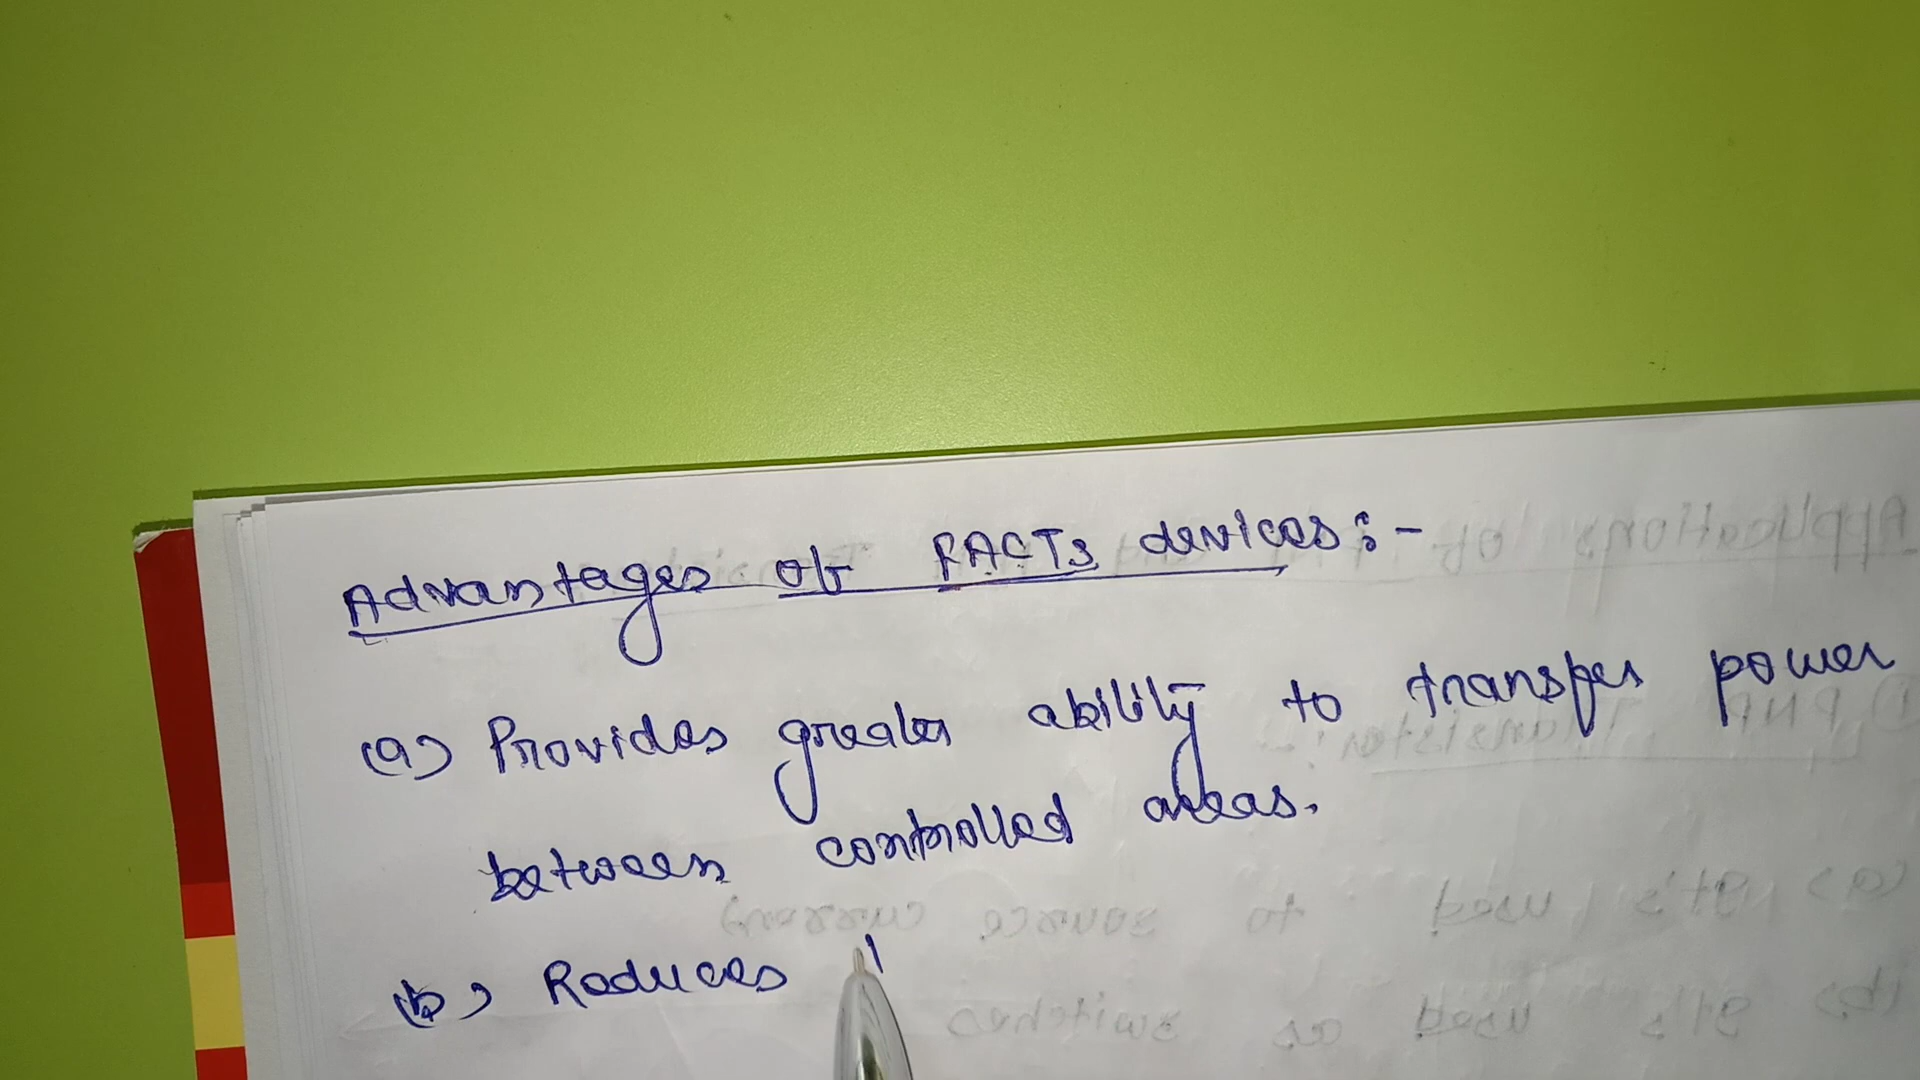 Advantages of FACTs devices:-
(a) Provides greater ability to transfer power
between controlled areas.
(b) Reduces